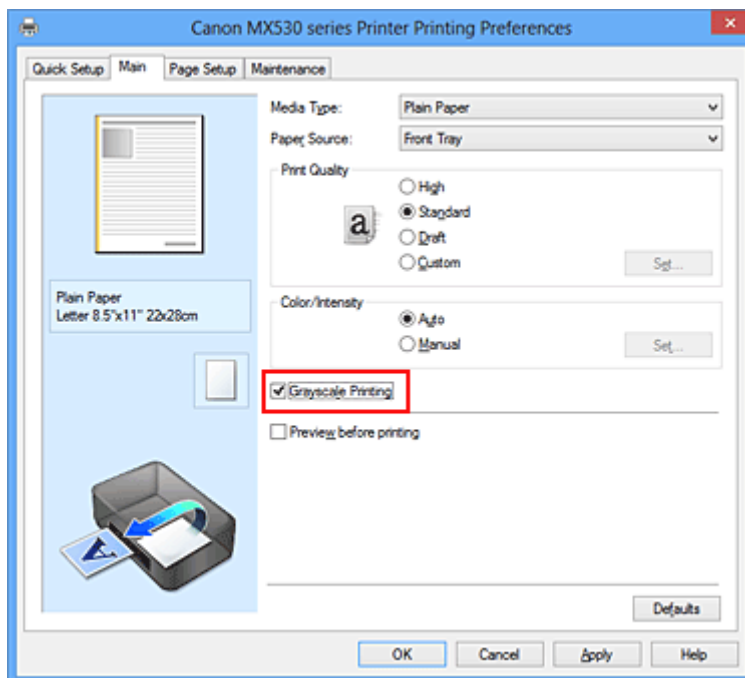 Canon MX530 series Printer Printing Preferences
Quick Setup Main Page Setup Maintenance
Media Type: Plain Paper
Paper Source: Front Tray
Print Quality
High
a Standard
Draft
Custom Set...
Plain Paper
Letter 8.5"x11" 22x28cm
Color/Intensity
Auto
Manual Set...
Grayscale Printing
Preview before printing
A
Defaults
OK Cancel Apply Help